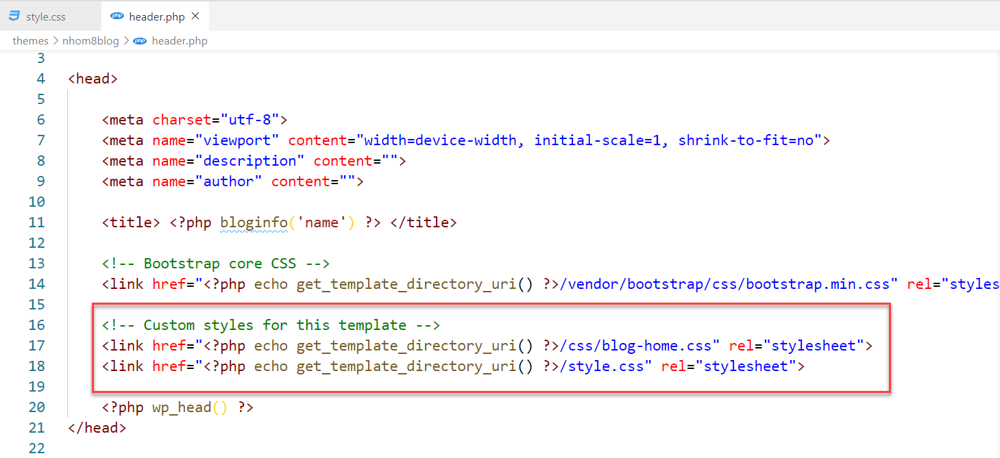 style.css
php header.php
themes > nhom8blog > php header.php
3
4 <head>
5
6 <meta charset="utf-8">
7 <meta name="viewport" content="width=device-width, initial-scale=1, shrink-to-fit=no">
8 <meta name="description" content="">
9 <meta name="author" content="">
10
11 <title> <?php bloginfo('name') ?> </title>
12
13 <!-- Bootstrap core CSS -->
14 <link href="<?php echo get_template_directory_uri() ?>/vendor/bootstrap/css/bootstrap.min.css" rel="styles
15
16 <!-- Custom styles for this template -->
17 <link href="<?php echo get_template_directory_uri() ?>/css/blog-home.css" rel="stylesheet">
18 <link href="<?php echo get_template_directory_uri() ?>/style.css" rel="stylesheet">
19
20 <?php wp_head() ?>
21 </head>
22